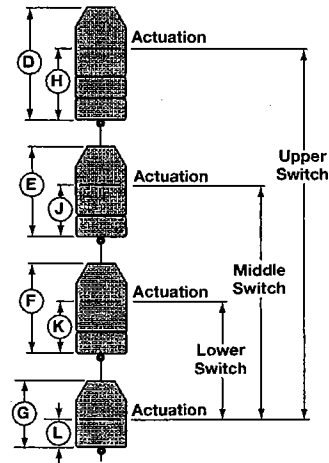 Actuation
D
H
Upper
Switch
Actuation
E
J
Middle
Switch
Actuation
F
K
Lower
Switch
Actuation
G
L